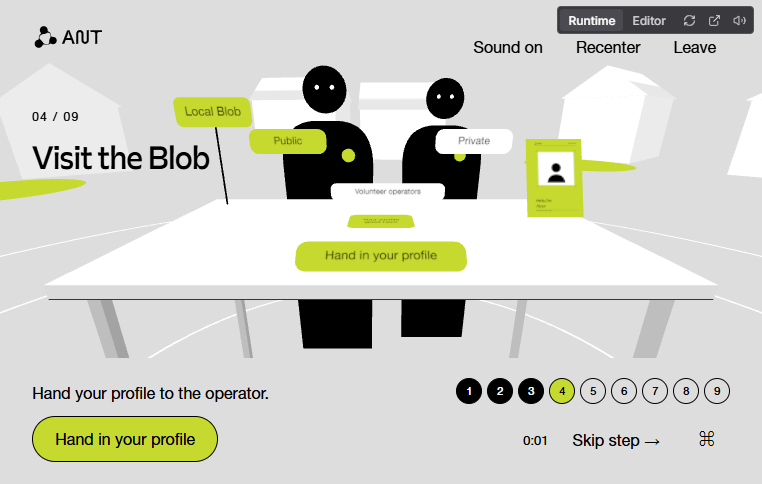 Runtime Editor
ANT
Sound on Recenter Leave
Local Blob
04 / 09
Public
Private
Visit the Blob
Volunteer operators
Hand in your profile
Hand your profile to the operator.
1 2 3 4 5 6 7 8 9
Hand in your profile
0:01 Skip step → ⌘